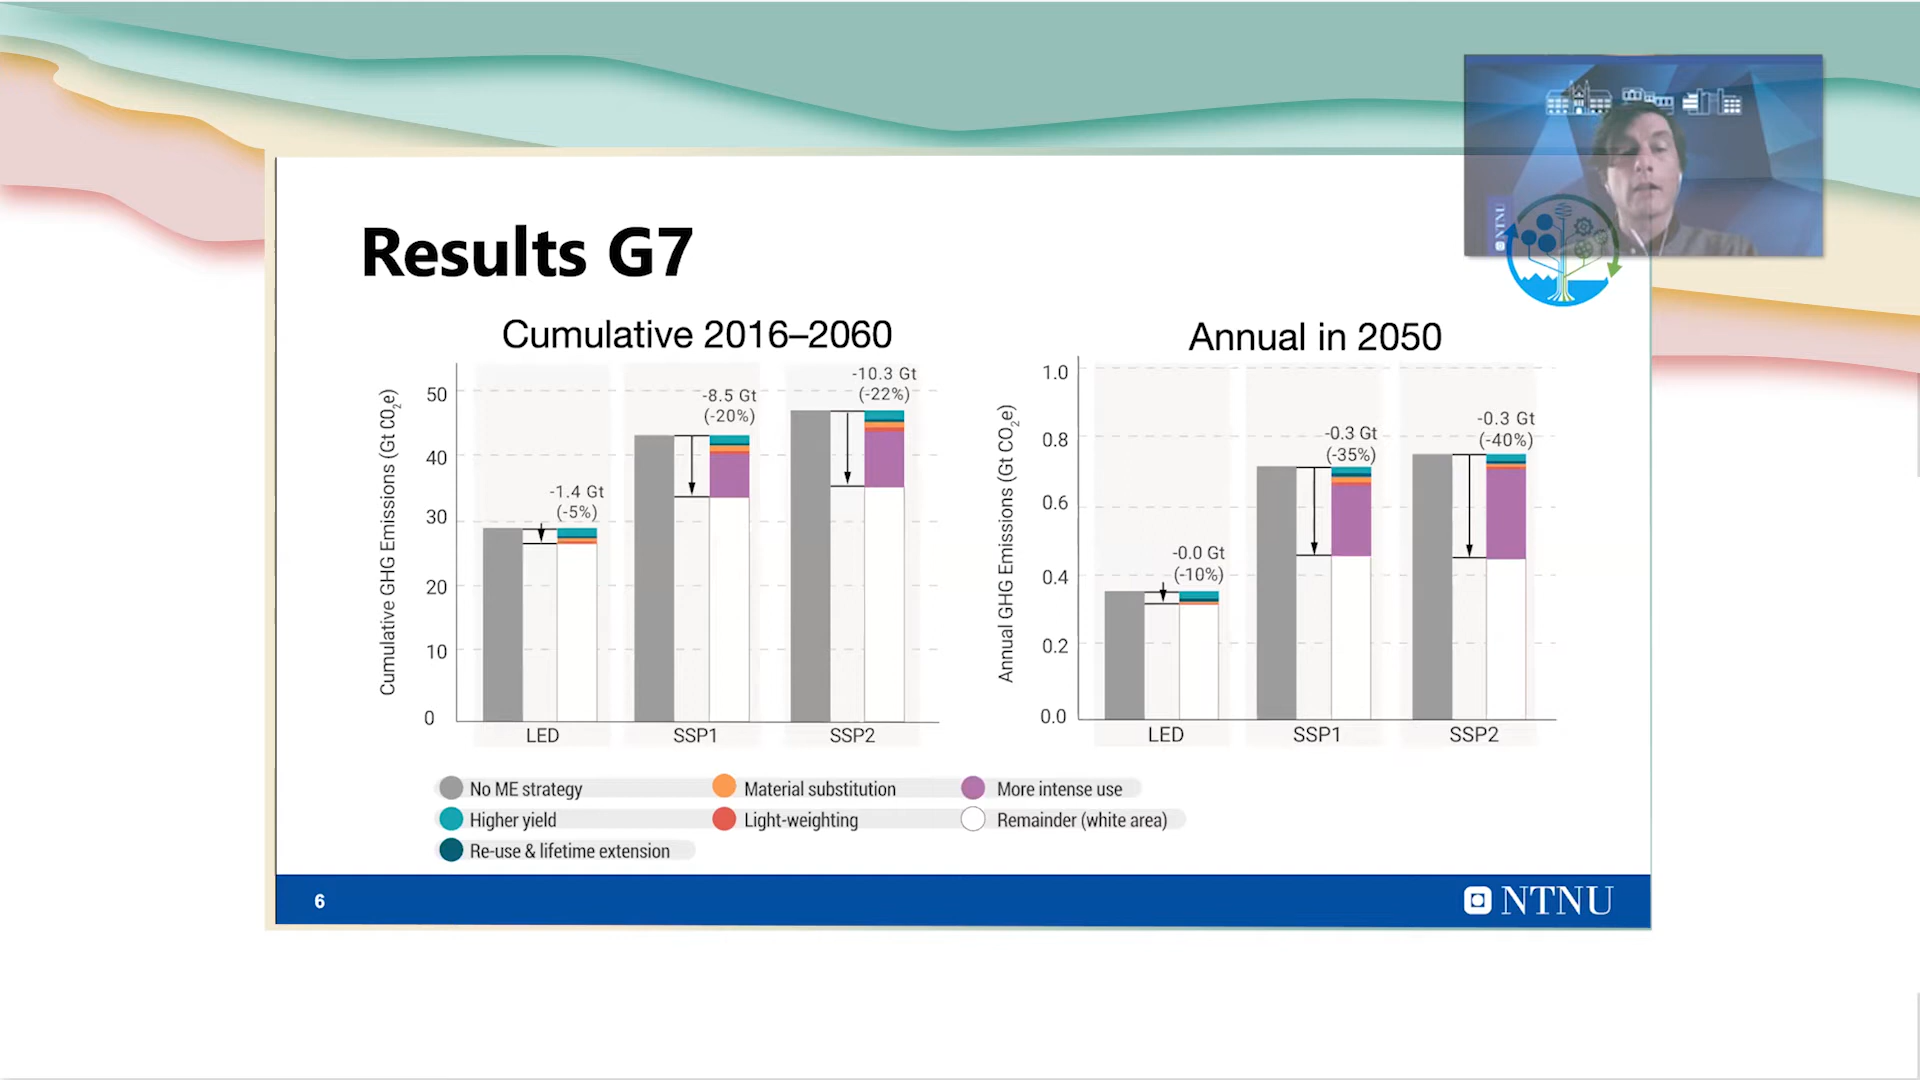 NTNU
Results G7
Cumulative 2016–2060
Cumulative GHG Emissions (Gt CO2e)
50
40
30
20
10
0
-1.4 Gt
(-5%)
-8.5 Gt
(-20%)
-10.3 Gt
(-22%)
LED
SSP1
SSP2
Annual in 2050
Annual GHG Emissions (Gt CO2e)
1.0
0.8
0.6
0.4
0.2
0.0
-0.0 Gt
(-10%)
-0.3 Gt
(-35%)
-0.3 Gt
(-40%)
LED
SSP1
SSP2
No ME strategy
Material substitution
More intense use
Higher yield
Light-weighting
Remainder (white area)
Re-use & lifetime extension
6
NTNU